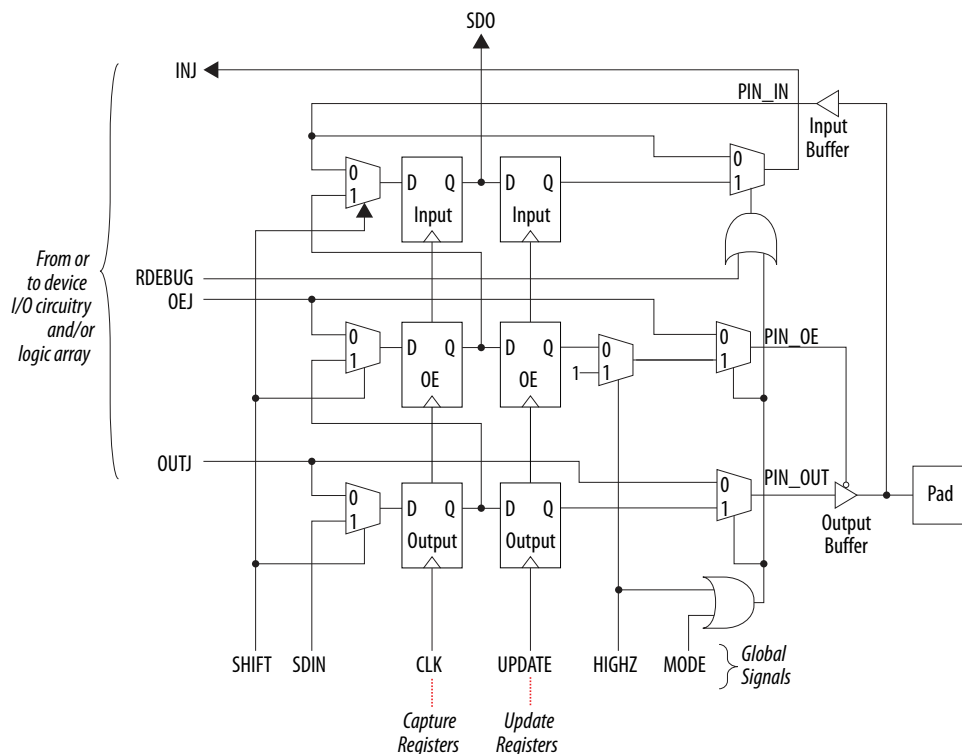 SDO
INJ
PIN_IN
Input
Buffer
0
1
D Q
Input
D Q
Input
0
1
From or
to device
I/O circuitry
and/or
logic array
RDEBUG
OEJ
0
1
D Q
OE
D Q
OE
0
1
1
0
1
PIN_OE
OUTJ
0
1
D Q
Output
D Q
Output
0
1
PIN_OUT
Output
Buffer
Pad
SHIFT
SDIN
CLK
UPDATE
HIGHZ
MODE
Global
Signals
Capture
Registers
Update
Registers